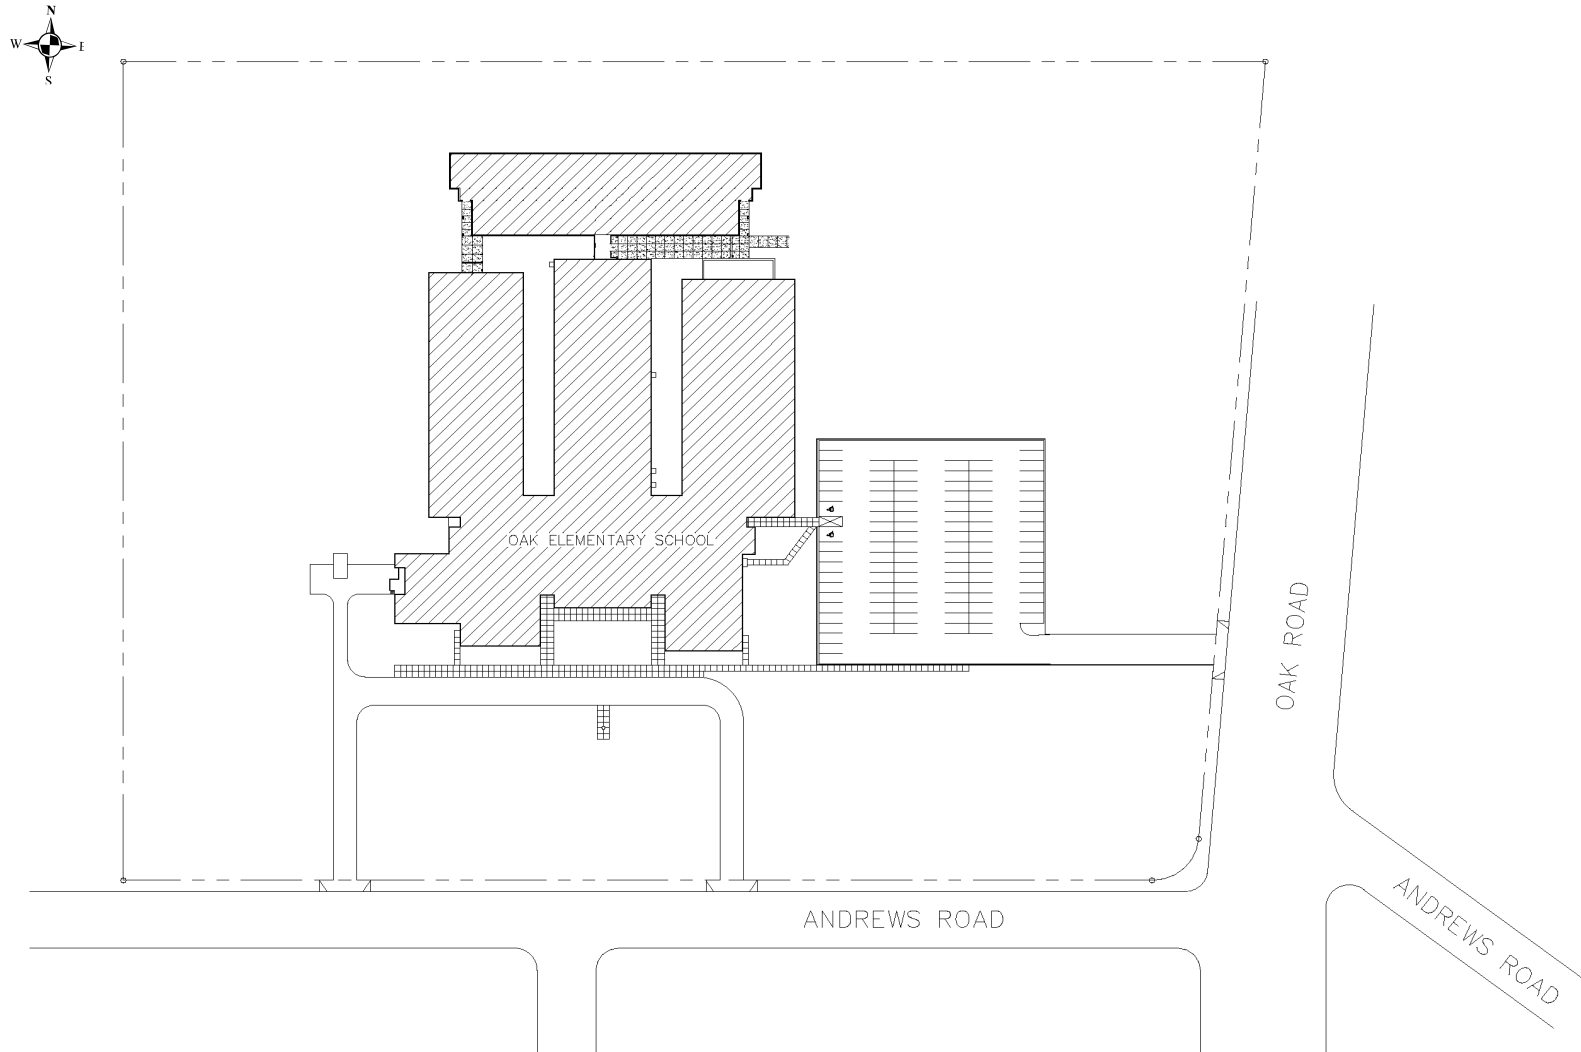 N
W E
S
OAK ELEMENTARY SCHOOL
OAK ROAD
ANDREWS ROAD
ANDREWS ROAD